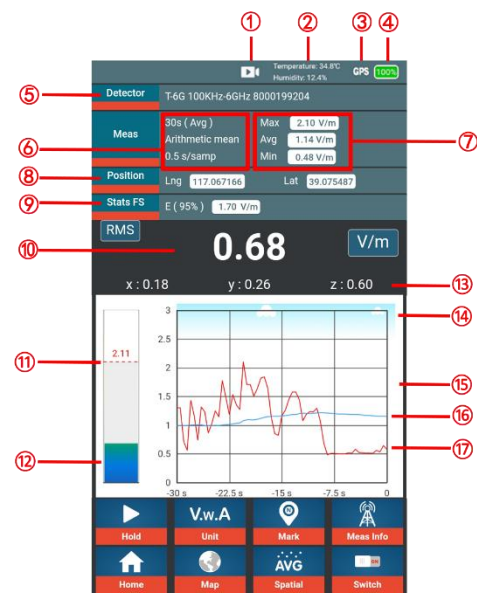 ① ② ③ ④
Temperature: 34.8℃
Humidity: 12.4%
GPS 100%
⑤ Detector T-6G 100KHz-6GHz 8000199204
Meas
30s ( Avg ) Max 2.10 V/m
Arithmetic mean Avg 1.14 V/m
0.5 s/samp Min 0.48 V/m
⑥ ⑦
⑧ Position Lng 117.067166 Lat 39.075487
⑨ Stats FS E ( 95% ) 1.70 V/m
RMS
⑩ 0.68 V/m
x : 0.18 y : 0.26 z : 0.60 ⑬
3 ⑭
2.5
2.11
⑪ 2 ⑮
1.5
⑯
1
⑰
⑫ 0.5
0
-30 s -22.5 s -15 s -7.5 s 0
V.w.A N
Hold Unit Mark Meas Info
AVG
Home Map Spatial Switch